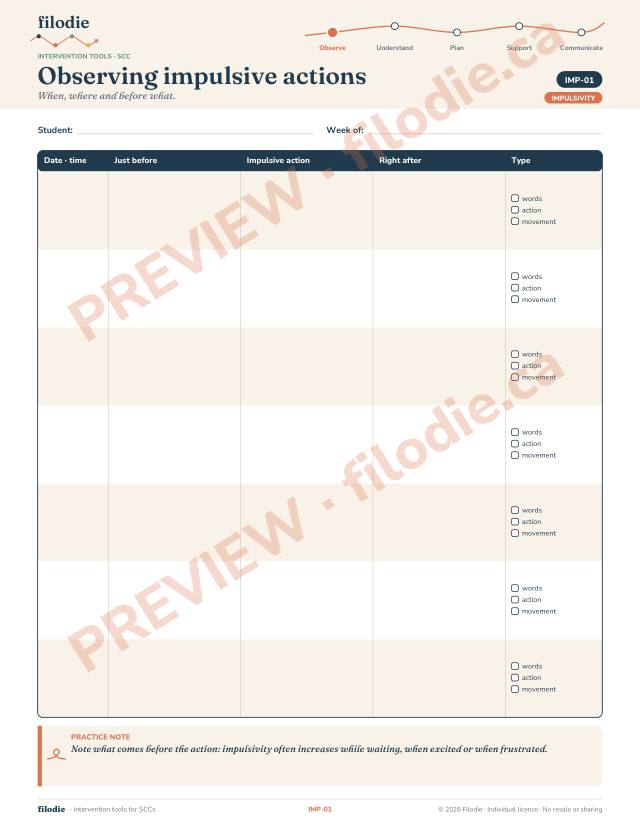 filodie
INTERVENTION TOOLS · SCC
Observe Understand Plan Support Communicate
Observing impulsive actions
When, where and before what.
IMP-01
IMPULSIVITY
Student: Week of:
Date · time Just before Impulsive action Right after Type
words
action
movement
words
action
movement
words
action
movement
words
action
movement
words
action
movement
words
action
movement
words
action
movement
PREVIEW · filodie.ca
PREVIEW · filodie.ca
PRACTICE NOTE
Note what comes before the action: impulsivity often increases while waiting, when excited or when frustrated.
filodie · intervention tools for SCCs IMP-01 © 2026 Filodie · Individual licence · No resale or sharing